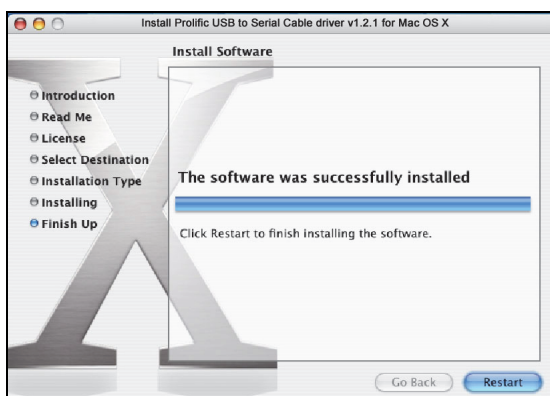 Install Prolific USB to Serial Cable driver v1.2.1 for Mac OS X
Install Software
Introduction
Read Me
License
Select Destination
Installation Type
Installing
Finish Up
The software was successfully installed
Click Restart to finish installing the software.
Go Back
Restart